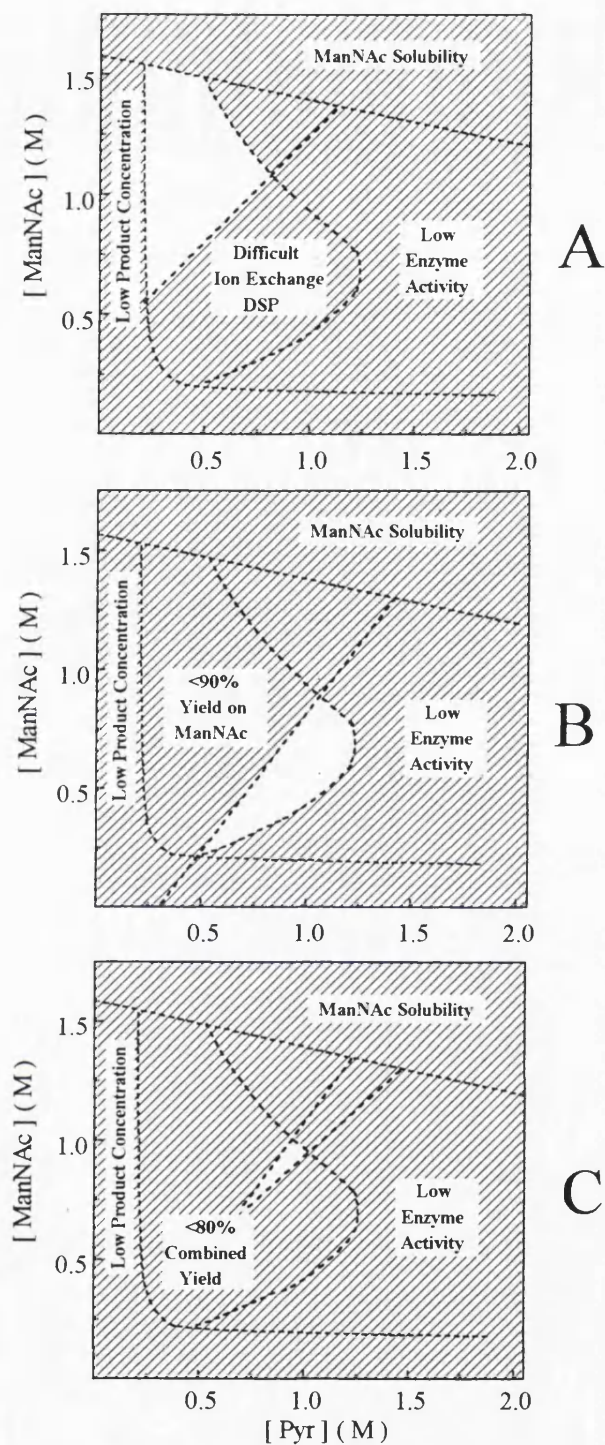 ManNAc Solubility
1.5
1.0
0.5
[ ManNAc ] ( M )
Low Product Concentration
Difficult
Ion Exchange
DSP
Low
Enzyme
Activity
A
0.5
1.0
1.5
2.0
ManNAc Solubility
1.5
1.0
0.5
[ ManNAc ] ( M )
Low Product Concentration
<90%
Yield on
ManNAc
Low
Enzyme
Activity
B
0.5
1.0
1.5
2.0
ManNAc Solubility
1.5
1.0
0.5
[ ManNAc ] ( M )
Low Product Concentration
<80%
Combined
Yield
Low
Enzyme
Activity
C
0.5
1.0
1.5
2.0
[ Pyr ] ( M )